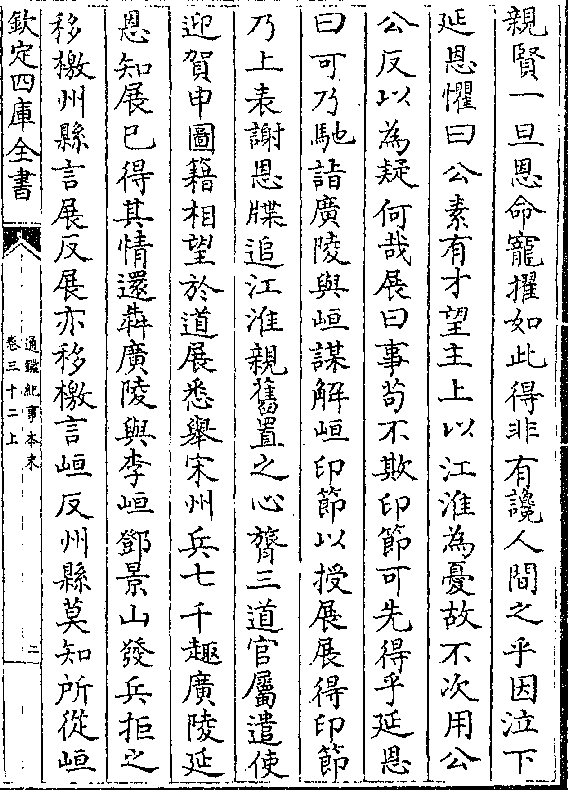 親賢一旦恩命寵擢如此得非有讒人間之乎因泣下
延恩懼曰公素有才望主上以江淮為憂故不次用公
公反以為疑何哉展曰事苟不欺印節可先得乎延恩
曰可乃馳詣廣陵與峘謀解峘印節以授展展得印節
乃上表謝恩牒追江淮親舊置之心膂三道官屬遣使
迎賀申圖籍相望於道展悉舉宋州兵七千趣廣陵延
恩知展已得其情還犇廣陵與李峘鄧景山發兵拒之
移檄州縣言展反展亦移檄言峘反州縣莫知所從峘
欽定四庫全書
通鑑紀事本末
卷三十二上
二